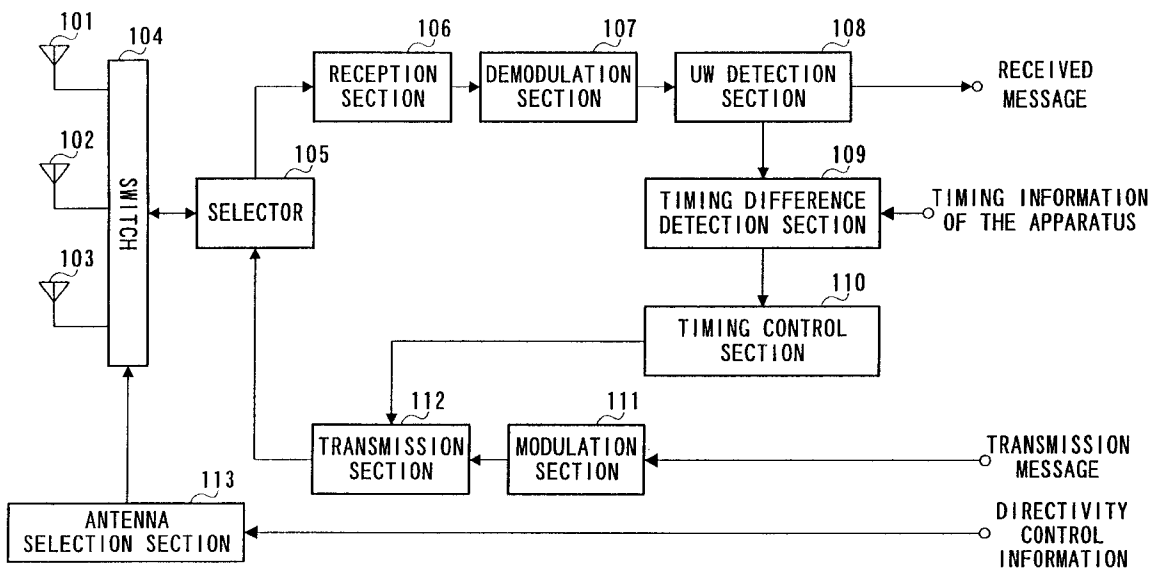 101
104
SWITCH
102
103
105
SELECTOR
106
RECEPTION
SECTION
107
DEMODULATION
SECTION
108
UW DETECTION
SECTION
RECEIVED
MESSAGE
109
TIMING DIFFERENCE
DETECTION SECTION
TIMING INFORMATION
OF THE APPARATUS
110
TIMING CONTROL
SECTION
112
TRANSMISSION
SECTION
111
MODULATION
SECTION
TRANSMISSION
MESSAGE
113
ANTENNA
SELECTION SECTION
DIRECTIVITY
CONTROL
INFORMATION